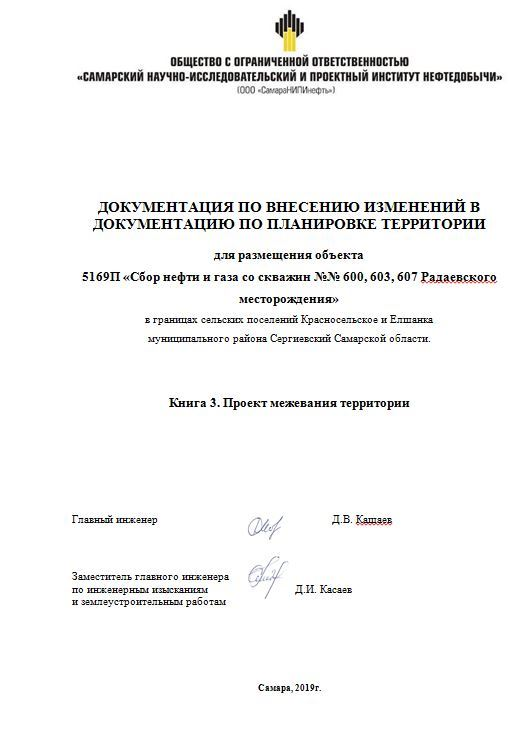 ОБЩЕСТВО С ОГРАНИЧЕННОЙ ОТВЕТСТВЕННОСТЬЮ
«САМАРСКИЙ НАУЧНО-ИССЛЕДОВАТЕЛЬСКИЙ И ПРОЕКТНЫЙ ИНСТИТУТ НЕФТЕДОБЫЧИ»
(ООО «СамараНИПИнефть»)
ДОКУМЕНТАЦИЯ ПО ВНЕСЕНИЮ ИЗМЕНЕНИЙ В
ДОКУМЕНТАЦИЮ ПО ПЛАНИРОВКЕ ТЕРРИТОРИИ
для размещения объекта
5169П «Сбор нефти и газа со скважин №№ 600, 603, 607 Радаевского
месторождения»
в границах сельских поселений Красносельское и Елшанка
муниципального района Сергиевский Самарской области.
Книга 3. Проект межевания территории
Главный инженер Д.В. Кашаев
Заместитель главного инженера
по инженерным изысканиям Д.И. Касаев
и землеустроительным работам
Самара, 2019г.